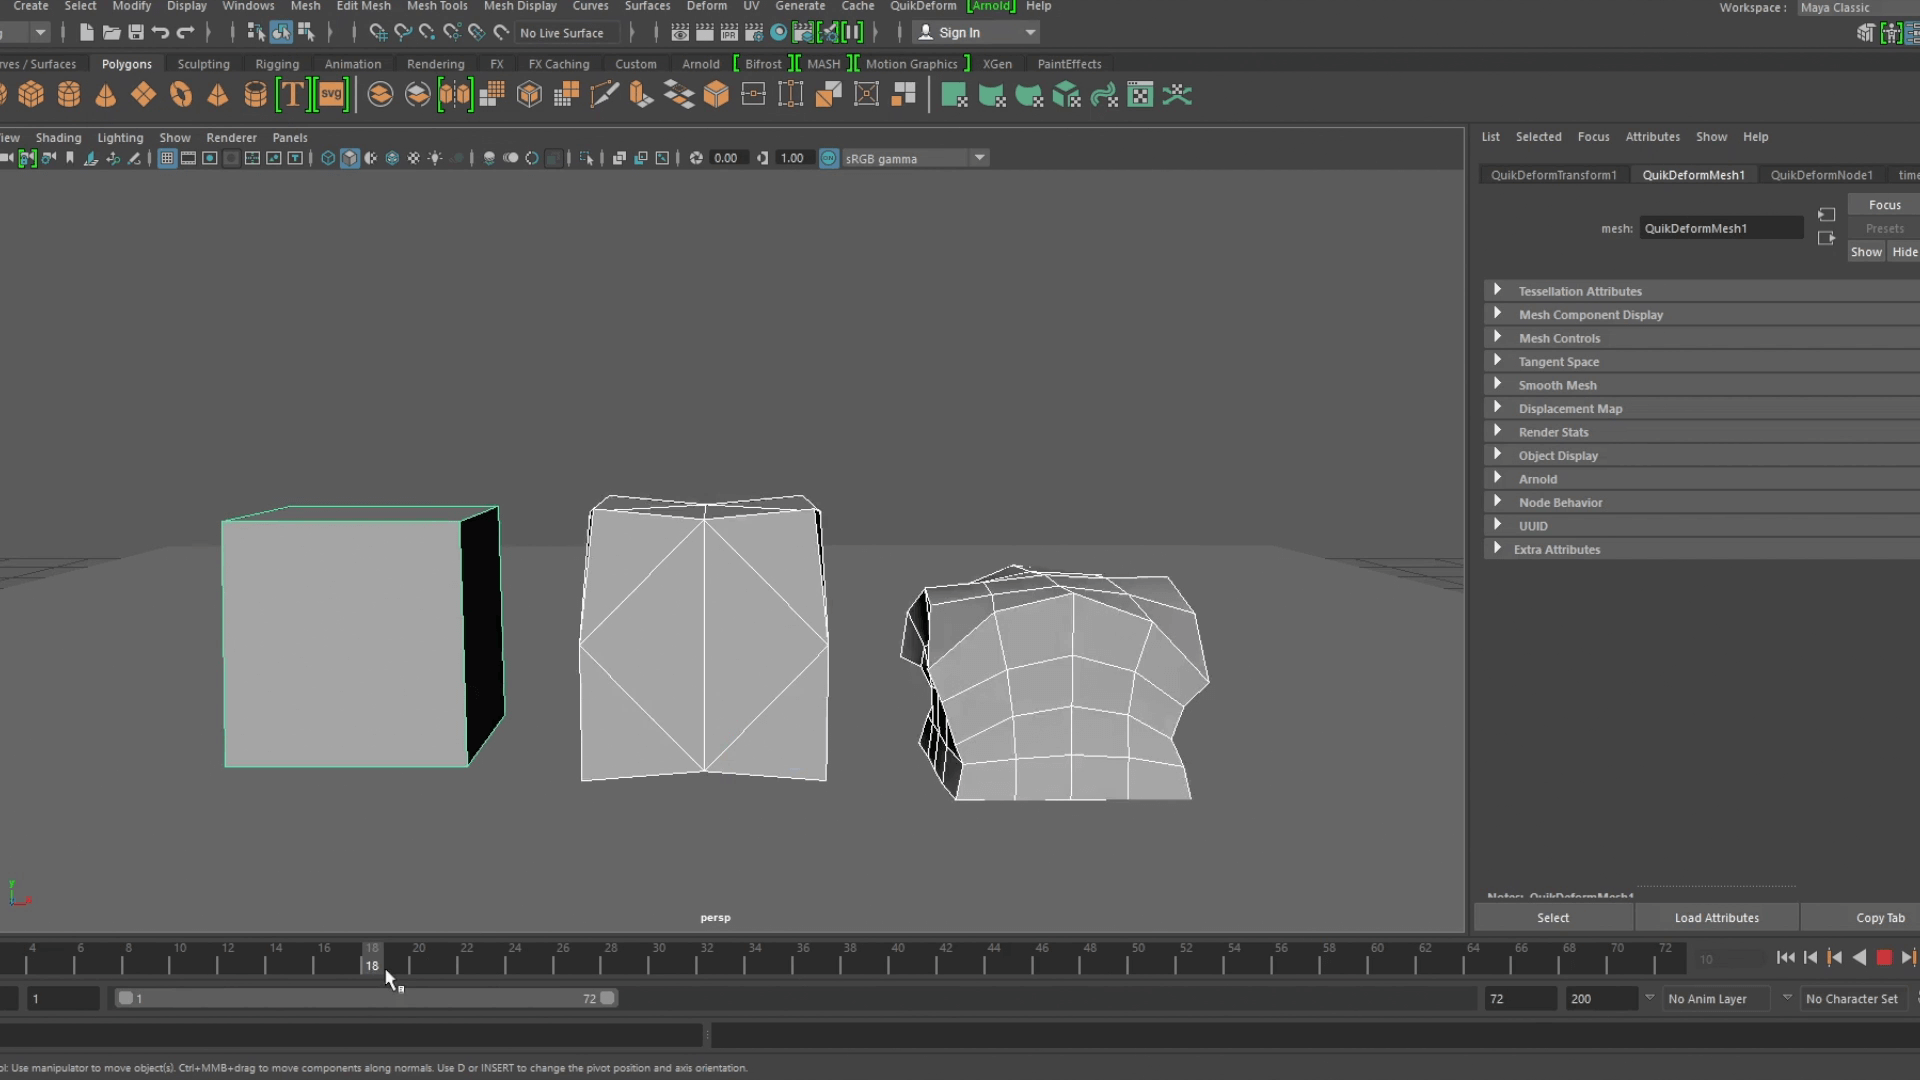 Create Select Modify Display Windows Mesh Edit Mesh Mesh Tools Mesh Display Curves Surfaces Deform UV Generate Cache QuikDeform [Arnold] Help
Workspace : Maya Classic
No Live Surface
IPR
Sign In
rves / Surfaces Polygons Sculpting Rigging Animation Rendering FX FX Caching Custom Arnold Bifrost MASH Motion Graphics XGen PaintEffects
T svg
iew Shading Lighting Show Renderer Panels
0.00 1.00 ON sRGB gamma
List Selected Focus Attributes Show Help
QuikDeformTransform1 QuikDeformMesh1 QuikDeformNode1 time
Focus
mesh: QuikDeformMesh1
Presets
Show Hide
Tessellation Attributes
Mesh Component Display
Mesh Controls
Tangent Space
Smooth Mesh
Displacement Map
Render Stats
Object Display
Arnold
Node Behavior
UUID
Extra Attributes
Notes: QuikDeformMesh1
Select Load Attributes Copy Tab
persp
4 6 8 10 12 14 16 18 20 22 24 26 28 30 32 34 36 38 40 42 44 46 48 50 52 54 56 58 60 62 64 66 68 70 72
18
10
1 1 72 72 200 No Anim Layer No Character Set
ol: Use manipulator to move object(s). Ctrl+MMB+drag to move components along normals. Use D or INSERT to change the pivot position and axis orientation.